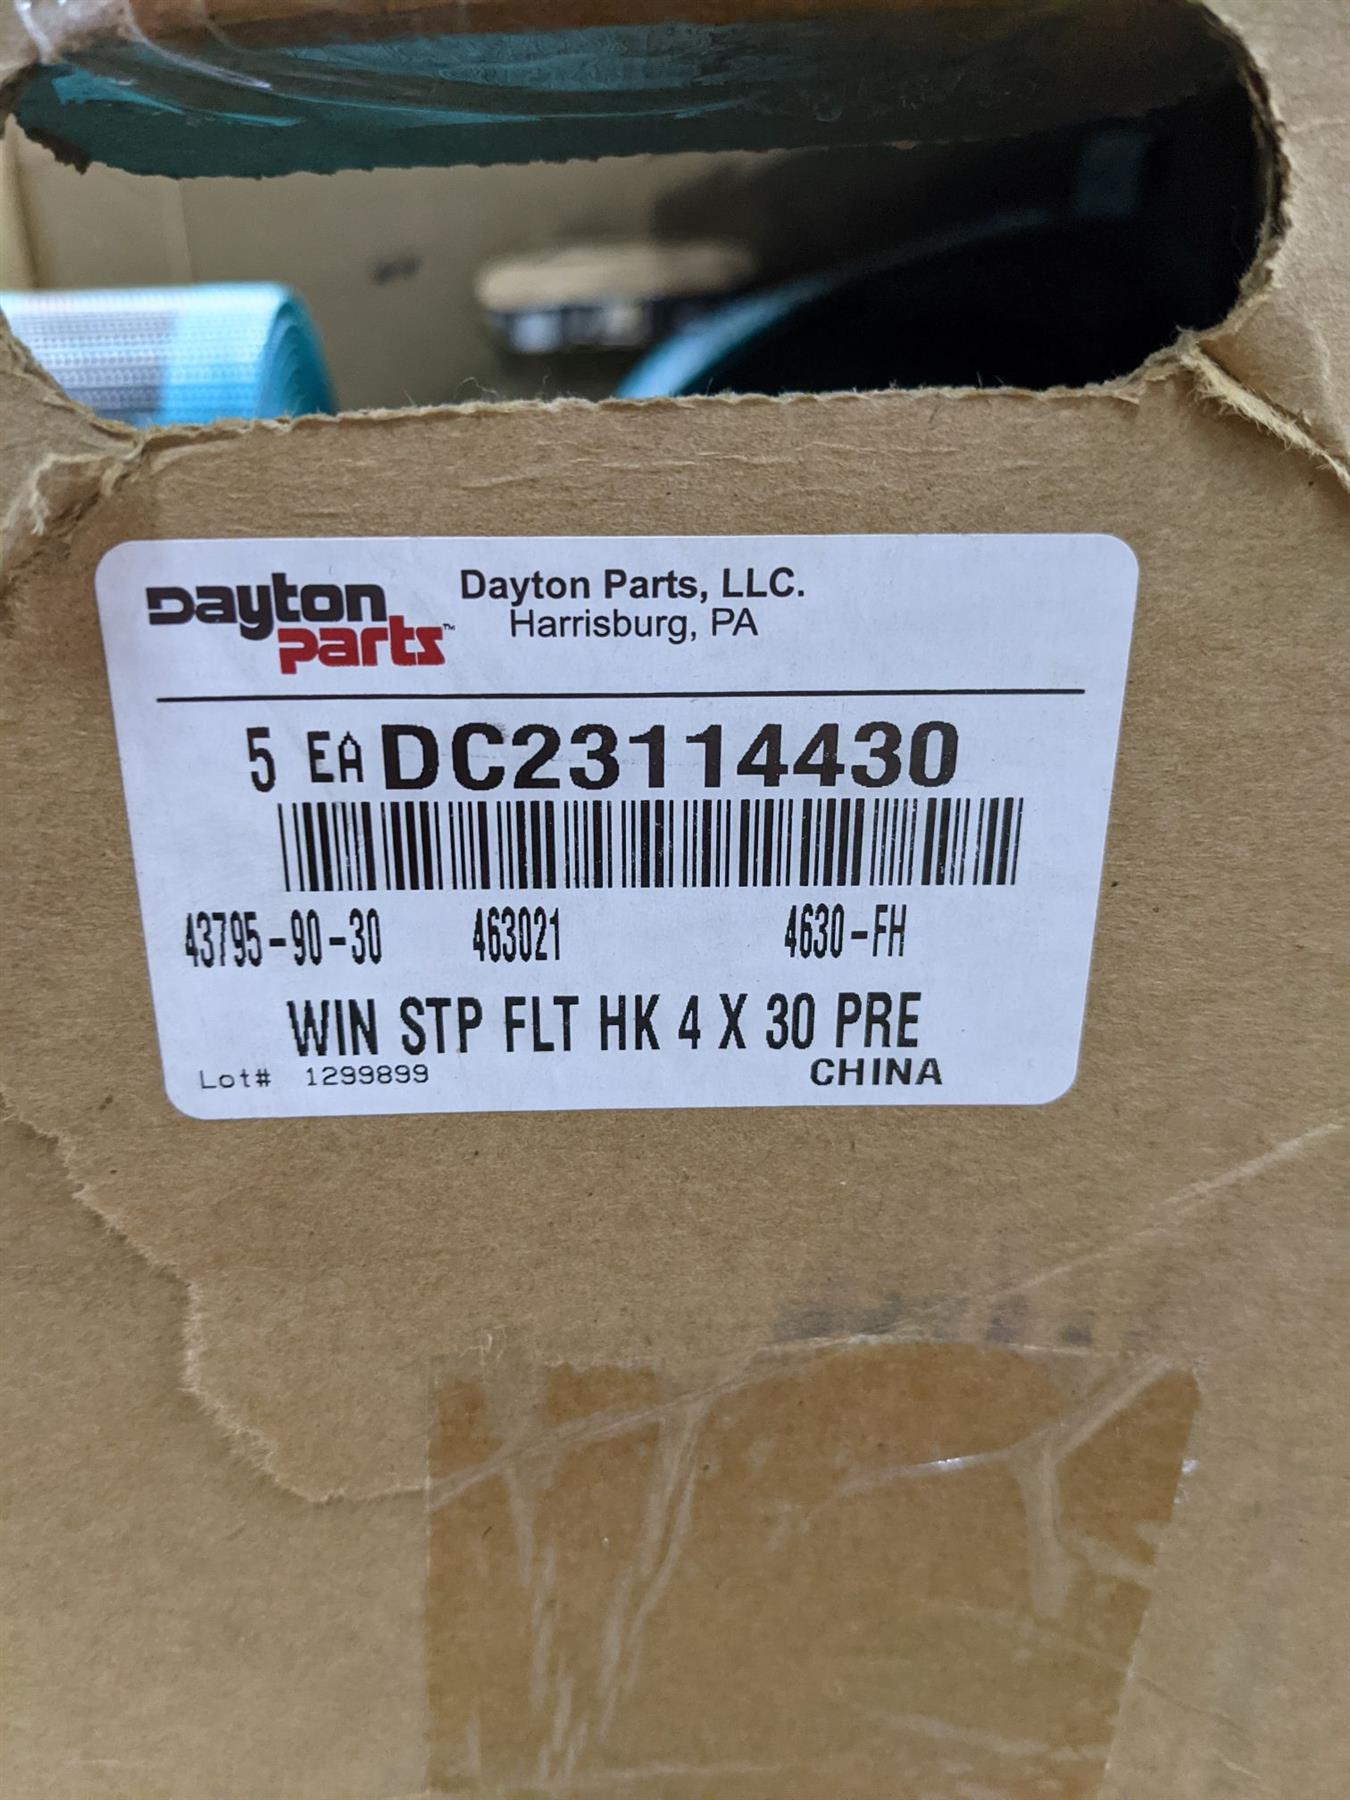 Dayton Parts™
Dayton Parts, LLC.
Harrisburg, PA
5 EA DC23114430
43795-90-30 463021 4630-FH
WIN STP FLT HK 4 X 30 PRE
Lot# 1299899 CHINA